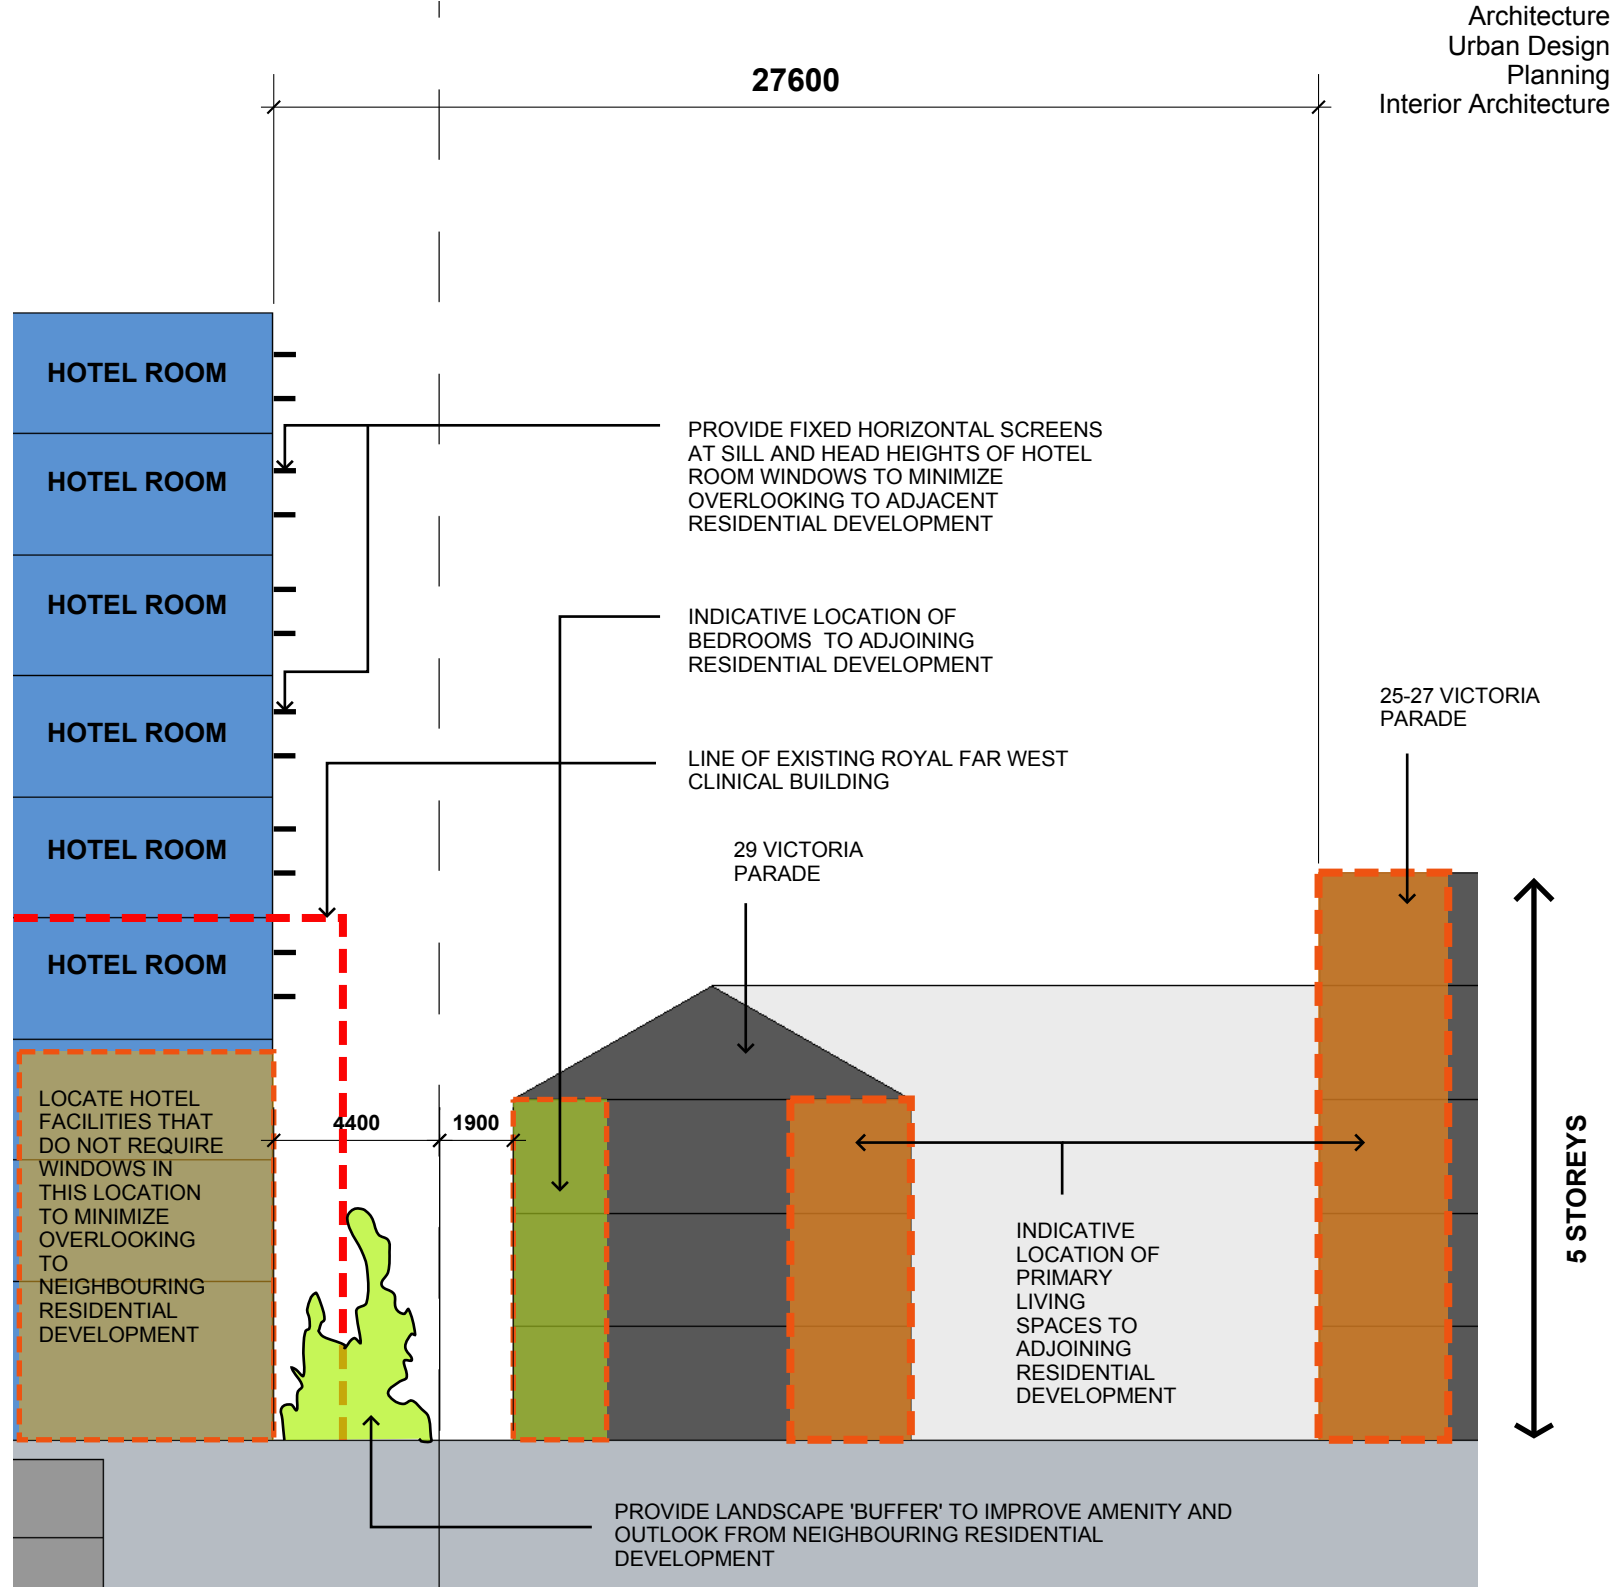 Architecture
Urban Design
Planning
Interior Architecture
27600
HOTEL ROOM
HOTEL ROOM
HOTEL ROOM
HOTEL ROOM
HOTEL ROOM
HOTEL ROOM
PROVIDE FIXED HORIZONTAL SCREENS
AT SILL AND HEAD HEIGHTS OF HOTEL
ROOM WINDOWS TO MINIMIZE
OVERLOOKING TO ADJACENT
RESIDENTIAL DEVELOPMENT
INDICATIVE LOCATION OF
BEDROOMS TO ADJOINING
RESIDENTIAL DEVELOPMENT
25-27 VICTORIA
PARADE
LINE OF EXISTING ROYAL FAR WEST
CLINICAL BUILDING
29 VICTORIA
PARADE
LOCATE HOTEL
FACILITIES THAT
DO NOT REQUIRE
WINDOWS IN
THIS LOCATION
TO MINIMIZE
OVERLOOKING
TO
NEIGHBOURING
RESIDENTIAL
DEVELOPMENT
4400
1900
INDICATIVE
LOCATION OF
PRIMARY
LIVING
SPACES TO
ADJOINING
RESIDENTIAL
DEVELOPMENT
5 STOREYS
PROVIDE LANDSCAPE 'BUFFER' TO IMPROVE AMENITY AND
OUTLOOK FROM NEIGHBOURING RESIDENTIAL
DEVELOPMENT